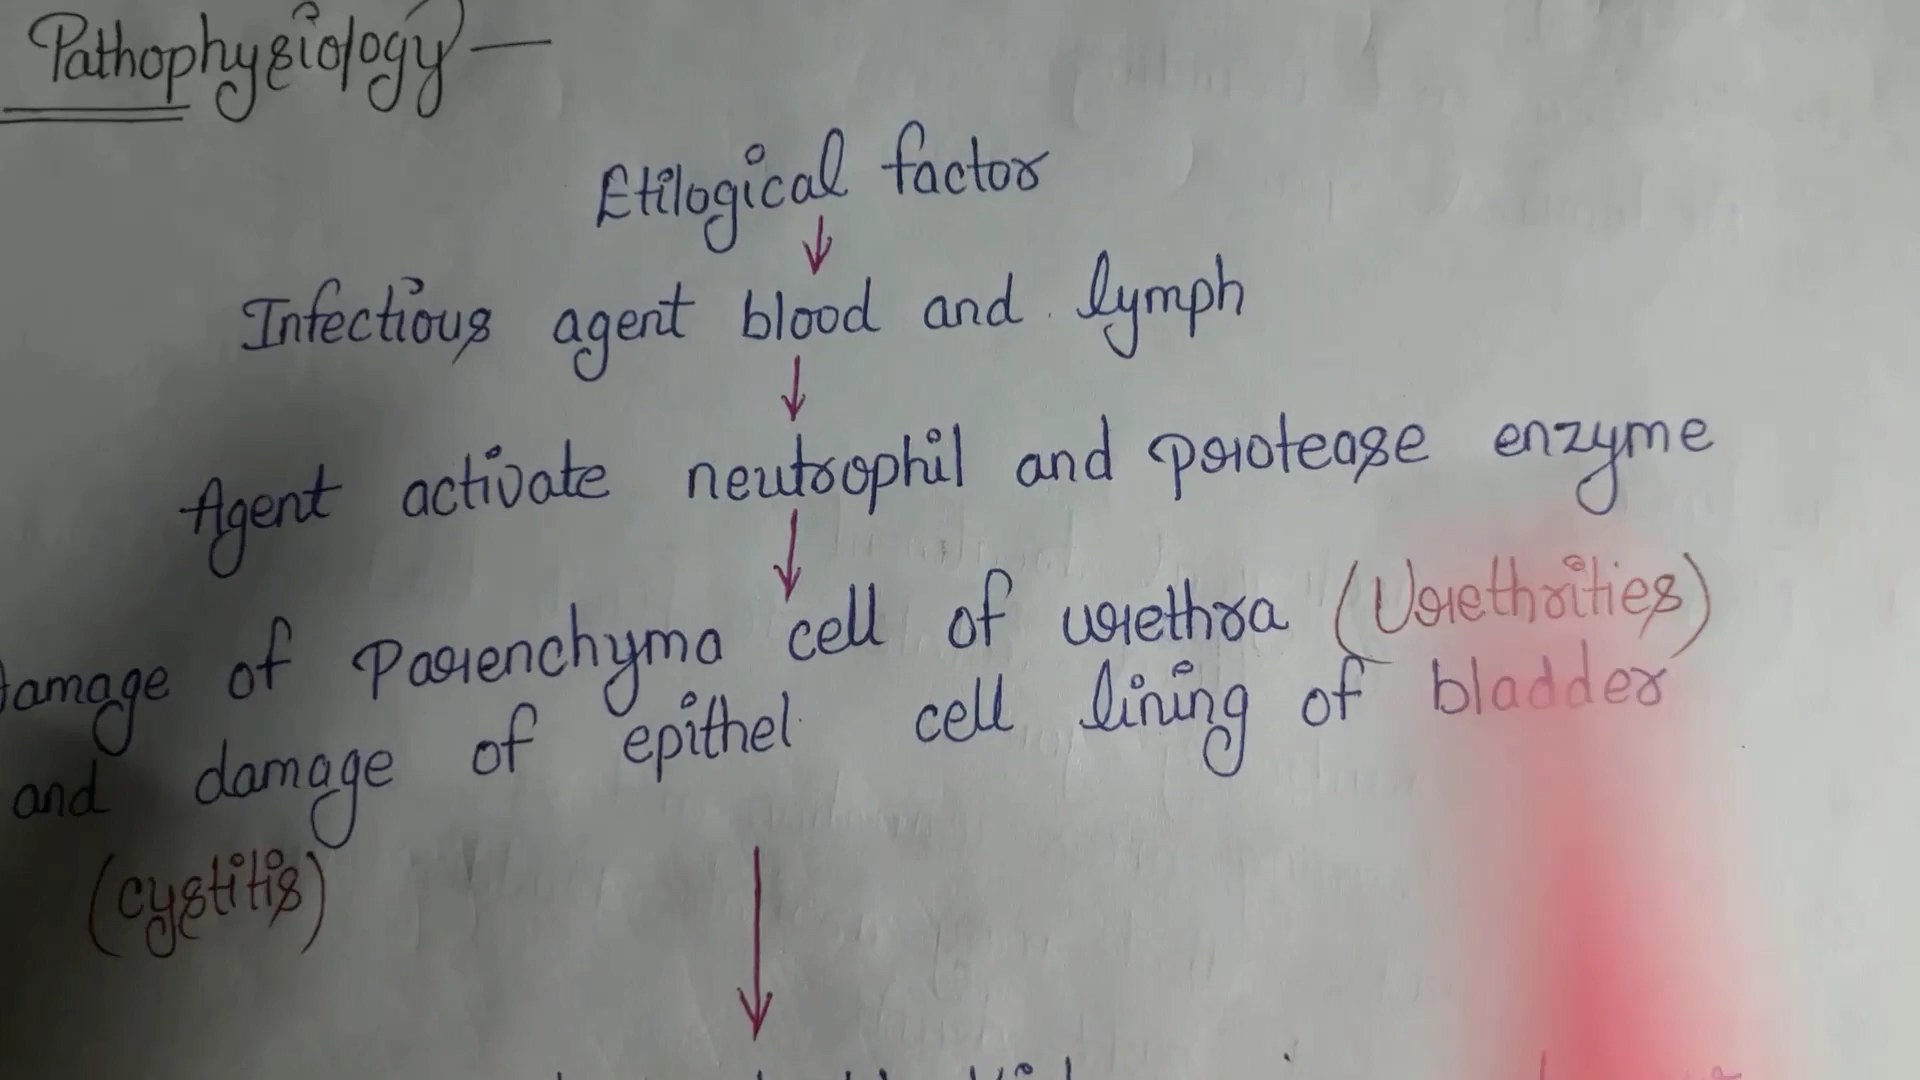 Pathophysiology —
Etilogical factor
↓
Infectious agent blood and lymph
↓
Agent activate neutrophil and protease enzyme
↓
Damage of Parenchyma cell of urethra (Urethrities)
and damage of epithel cell lining of bladder
(cystitis)
↓